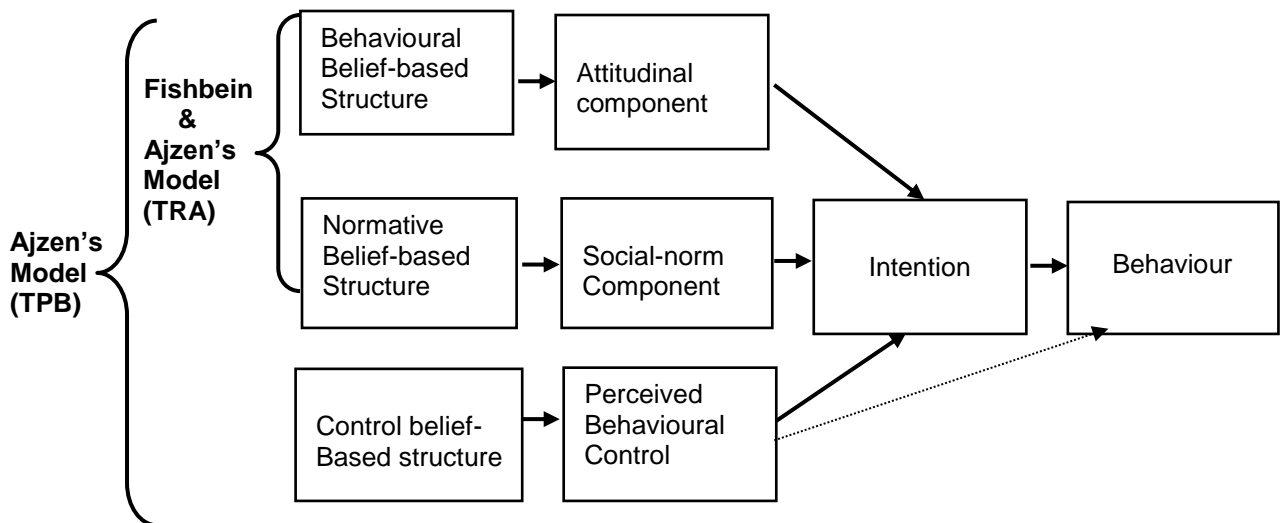 Ajzen's
Model
(TPB)
Fishbein
&
Ajzen's
Model
(TRA)
Behavioural
Belief-based
Structure
Attitudinal
component
Normative
Belief-based
Structure
Social-norm
Component
Control belief-
Based structure
Perceived
Behavioural
Control
Intention
Behaviour